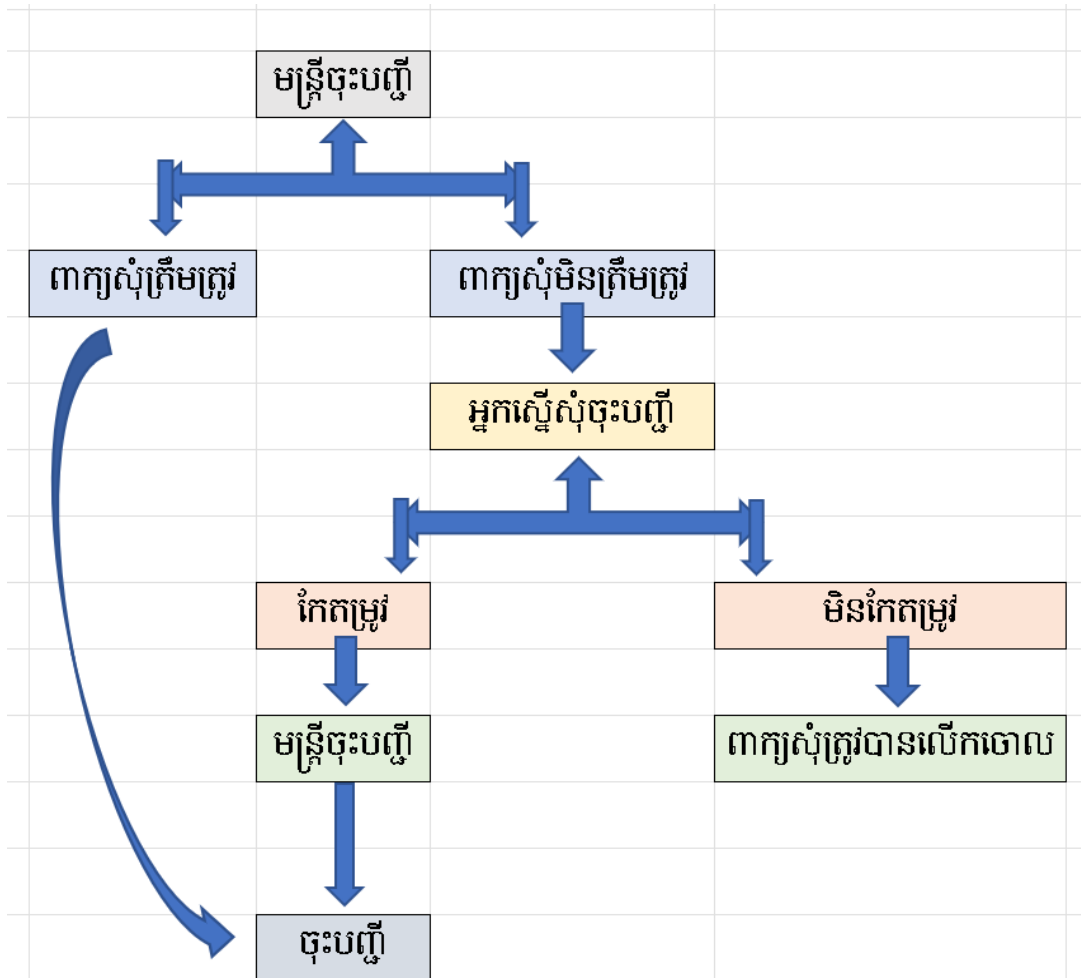 មន្ត្រីចុះបញ្ជី
ពាក្យសុំត្រឹមត្រូវ
ពាក្យសុំមិនត្រឹមត្រូវ
អ្នកស្នើសុំចុះបញ្ជី
កែតម្រូវ
មិនកែតម្រូវ
មន្ត្រីចុះបញ្ជី
ពាក្យសុំត្រូវបានលើកចោល
ចុះបញ្ជី